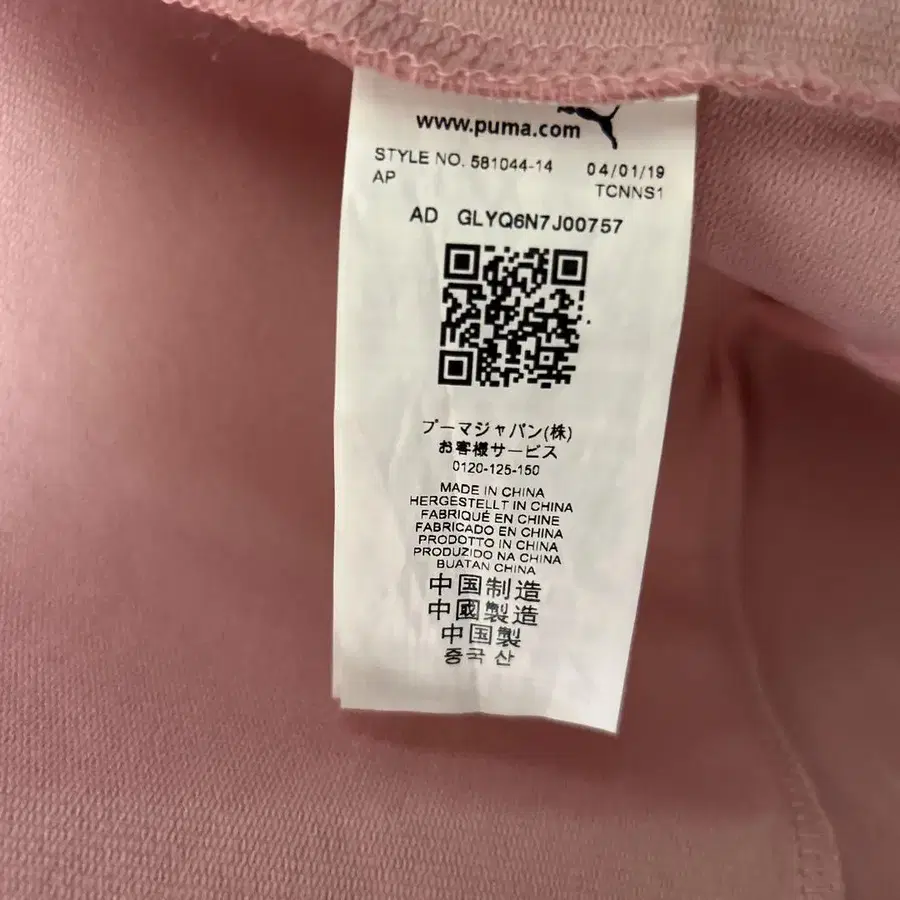 www.puma.com
STYLE NO. 581044-14 04/01/19
AP TCNNS1
AD GLYQ6N7J00757
プーマジャパン(株)
お客様サービス
0120-125-150
MADE IN CHINA
HERGESTELLT IN CHINA
FABRIQUÉ EN CHINE
FABRICADO EN CHINA
PRODOTTO IN CHINA
PRODUZIDO NA CHINA
BUATAN CHINA
中国制造
中國製造
中国製
중국 산